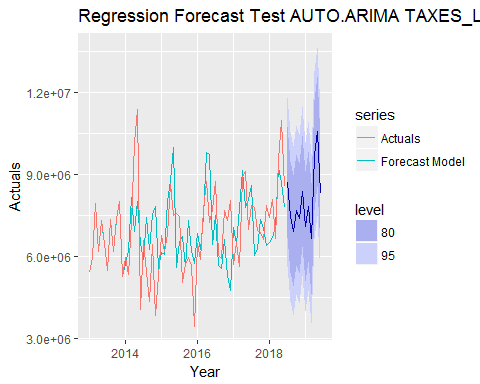 Regression Forecast Test AUTO.ARIMA TAXES_L
1.2e+07
9.0e+06
6.0e+06
3.0e+06
Actuals
2014
2016
2018
Year
series
Actuals
Forecast Model
level
80
95